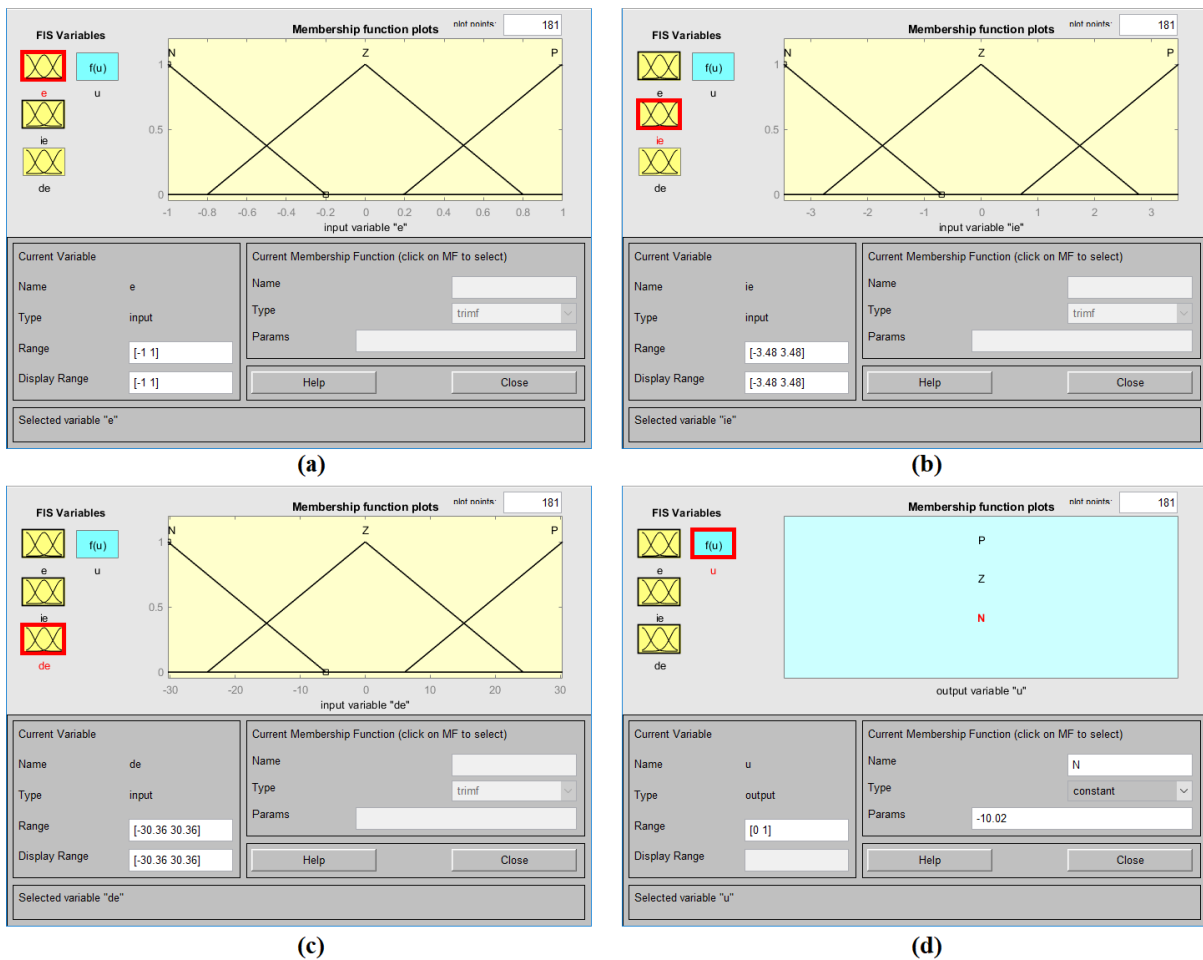 FIS Variables
e
f(u)
u
ie
de
Membership function plots
plot points:
181
N
Z
P
1
0.5
0
-1
-0.8
-0.6
-0.4
-0.2
0
0.2
0.4
0.6
0.8
1
input variable "e"
Current Variable
Name e
Type input
Range [-1 1]
Display Range [-1 1]
Current Membership Function (click on MF to select)
Name
Type trimf
Params
Help
Close
Selected variable "e"
(a)
FIS Variables
e
f(u)
u
ie
de
Membership function plots
plot points:
181
N
Z
P
1
0.5
0
-3
-2
-1
0
1
2
3
input variable "ie"
Current Variable
Name ie
Type input
Range [-3.48 3.48]
Display Range [-3.48 3.48]
Current Membership Function (click on MF to select)
Name
Type trimf
Params
Help
Close
Selected variable "ie"
(b)
FIS Variables
e
f(u)
u
ie
de
Membership function plots
plot points:
181
N
Z
P
1
0.5
0
-30
-20
-10
0
10
20
30
input variable "de"
Current Variable
Name de
Type input
Range [-30.36 30.36]
Display Range [-30.36 30.36]
Current Membership Function (click on MF to select)
Name
Type trimf
Params
Help
Close
Selected variable "de"
(c)
FIS Variables
e
f(u)
u
ie
de
Membership function plots
plot points:
181
P
Z
N
output variable "u"
Current Variable
Name u
Type output
Range [0 1]
Display Range
Current Membership Function (click on MF to select)
Name N
Type constant
Params -10.02
Help
Close
Selected variable "u"
(d)